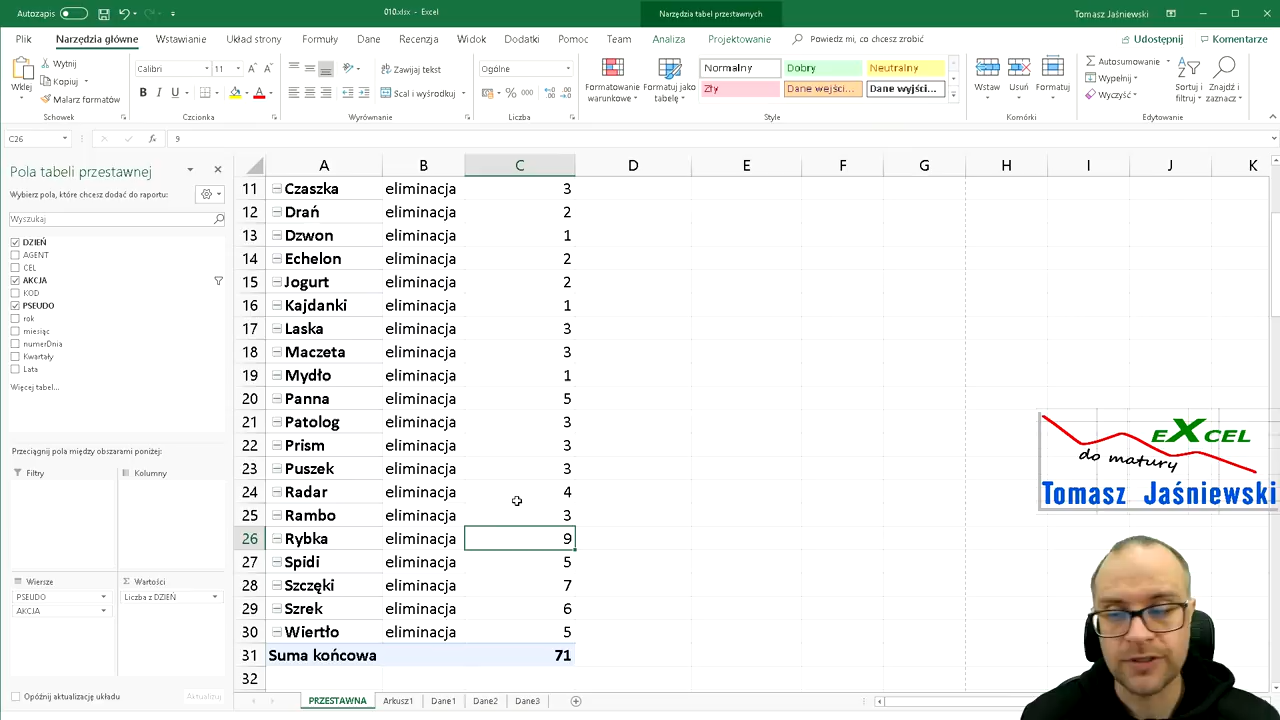 Autozapis
010.xlsx - Excel
Narzędzia tabel przestawnych
Tomasz Jaśniewski
Plik Narzędzia główne Wstawianie Układ strony Formuły Dane Recenzja Widok Dodatki Pomoc Team Analiza Projektowanie Powiedz mi, co chcesz zrobić Udostępnij Komentarze
Wklej
Wytnij
Kopiuj
Malarz formatów
Schowek
Calibri 11
B I U
Czcionka
Zawijaj tekst
Scal i wyśrodkuj
Wyrównanie
Ogólne
% 000
Liczba
Formatowanie warunkowe
Formatuj jako tabelę
Normalny Dobry Neutralny
Zły Dane wejści... Dane wyjści...
Style
Wstaw Usuń Formatuj
Komórki
Autosumowanie
Wypełnij
Wyczyść
Sortuj i filtruj
Znajdź i zaznacz
Edytowanie
C26 fx 9
Pola tabeli przestawnej
Wybierz pola, które chcesz dodać do raportu:
Wyszukaj
DZIEŃ
AGENT
CEL
AKCJA
KOD
PSEUDO
rok
miesiąc
numerDnia
Kwartały
Lata
Więcej tabel...
Przeciągnij pola między obszarami poniżej:
Filtry Kolumny
Wiersze Wartości
PSEUDO Liczba z DZIEŃ
AKCJA
Opóźnij aktualizację układu Aktualizuj
A B C D E F G H I J K
11 Czaszka eliminacja 3
12 Drań eliminacja 2
13 Dzwon eliminacja 1
14 Echelon eliminacja 2
15 Jogurt eliminacja 2
16 Kajdanki eliminacja 1
17 Laska eliminacja 3
18 Maczeta eliminacja 3
19 Mydło eliminacja 1
20 Panna eliminacja 5
21 Patolog eliminacja 3
22 Prism eliminacja 3
23 Puszek eliminacja 3
24 Radar eliminacja 4
25 Rambo eliminacja 3
26 Rybka eliminacja 9
27 Spidi eliminacja 5
28 Szczęki eliminacja 7
29 Szrek eliminacja 6
30 Wiertło eliminacja 5
31 Suma końcowa 71
32
PRZESTAWNA Arkusz1 Dane1 Dane2 Dane3
EXCEL
do matury
Tomasz Jaśniewski